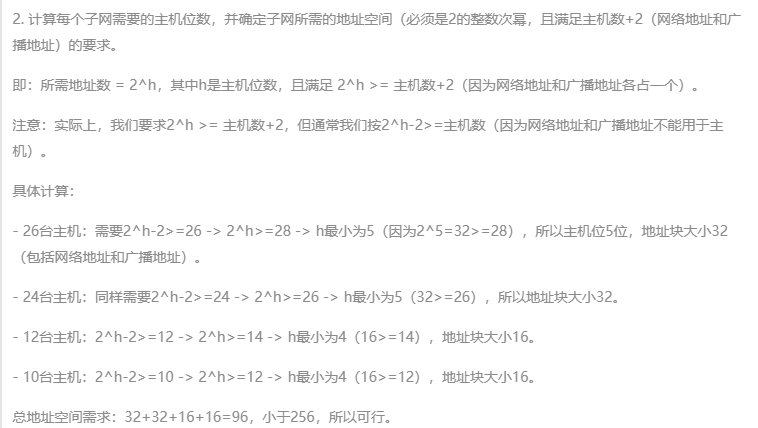 2. 计算每个子网需要的主机位数，并确定子网所需的地址空间（必须是2的整数次幂，且满足主机数+2（网络地址和广
播地址）的要求。
即：所需地址数 = 2^h，其中h是主机位数，且满足 2^h >= 主机数+2（因为网络地址和广播地址各占一个）。
注意：实际上，我们要求2^h >= 主机数+2，但通常我们按2^h-2>=主机数（因为网络地址和广播地址不能用于主
机）。
具体计算：
- 26台主机：需要2^h-2>=26 -> 2^h>=28 -> h最小为5（因为2^5=32>=28），所以主机位5位，地址块大小32
（包括网络地址和广播地址）。
- 24台主机：同样需要2^h-2>=24 -> 2^h>=26 -> h最小为5（32>=26），所以地址块大小32。
- 12台主机：2^h-2>=12 -> 2^h>=14 -> h最小为4（16>=14），地址块大小16。
- 10台主机：2^h-2>=10 -> 2^h>=12 -> h最小为4（16>=12），地址块大小16。
总地址空间需求：32+32+16+16=96，小于256，所以可行。